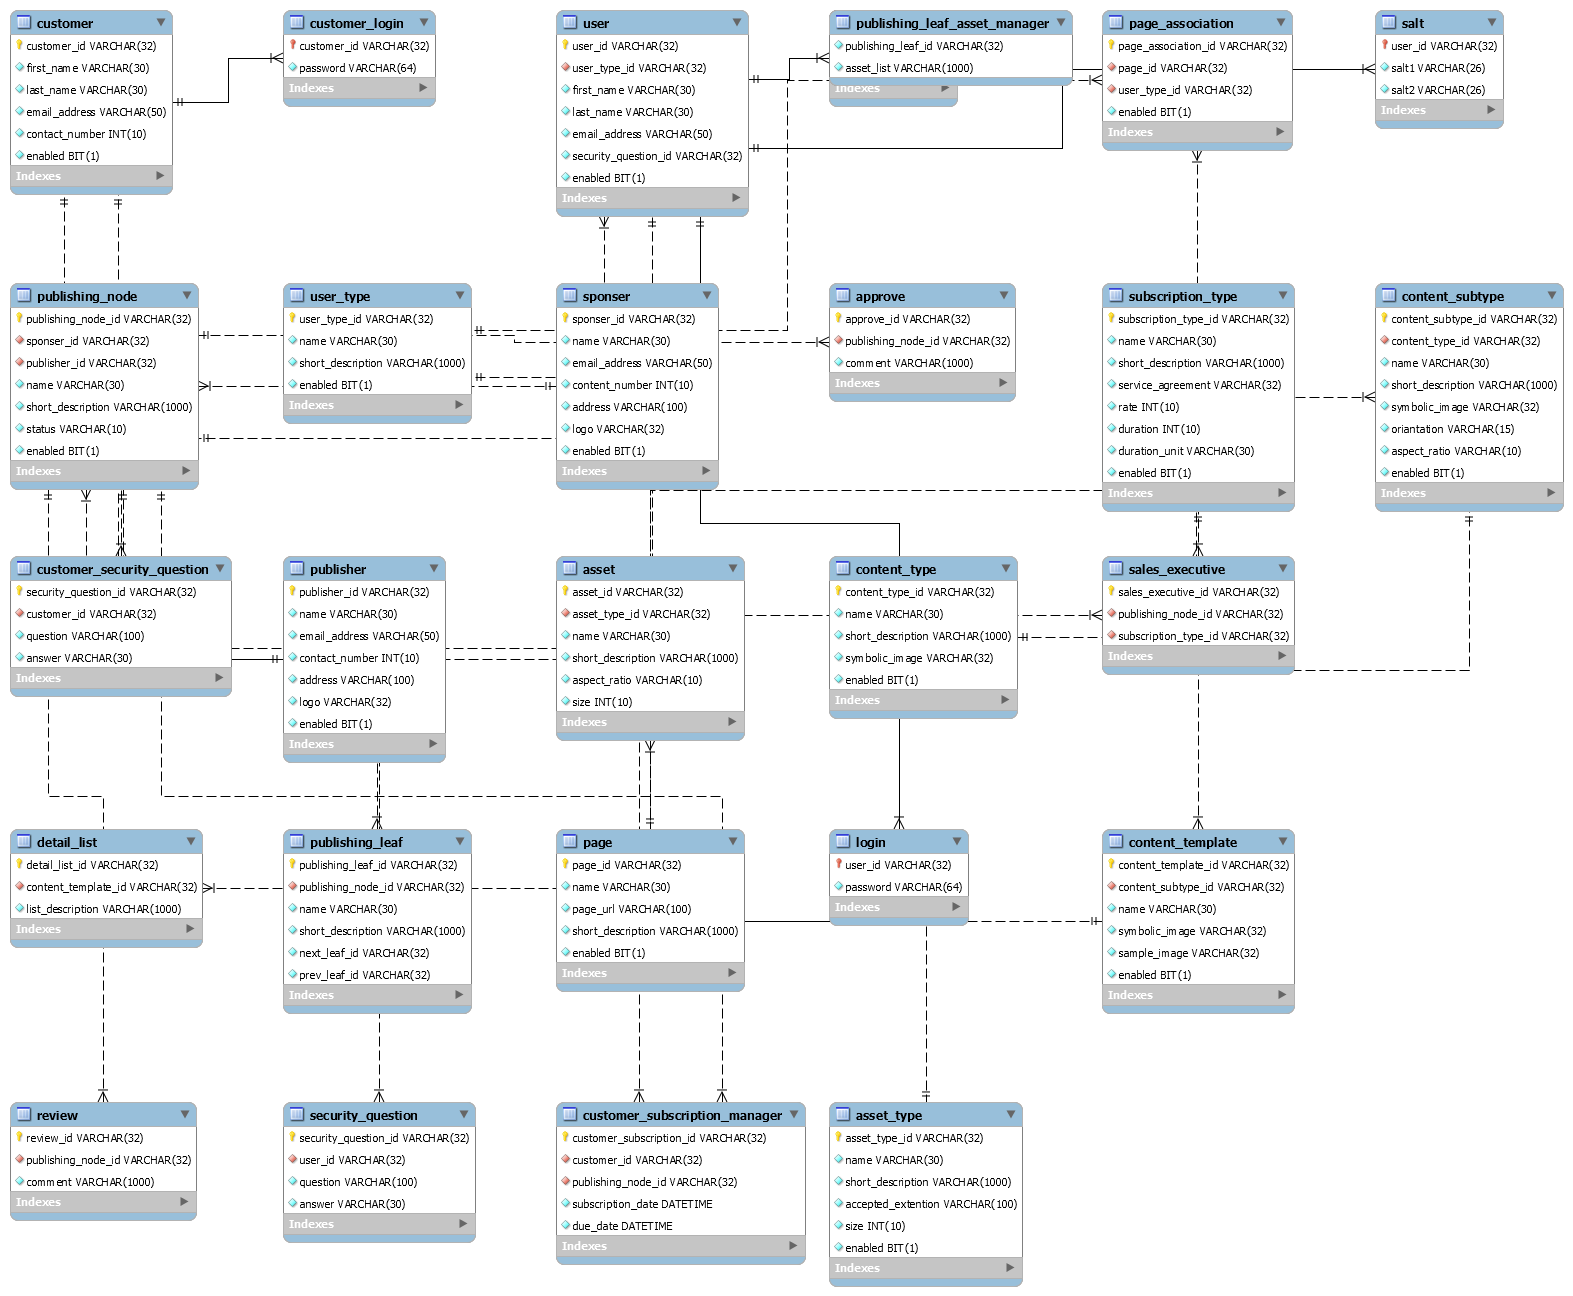 customer
customer_id VARCHAR(32)
first_name VARCHAR(30)
last_name VARCHAR(30)
email_address VARCHAR(50)
contact_number INT(10)
enabled BIT(1)
Indexes
customer_login
customer_id VARCHAR(32)
password VARCHAR(64)
Indexes
user
user_id VARCHAR(32)
user_type_id VARCHAR(32)
first_name VARCHAR(30)
last_name VARCHAR(30)
email_address VARCHAR(50)
security_question_id VARCHAR(32)
enabled BIT(1)
Indexes
publishing_leaf_asset_manager
publishing_leaf_id VARCHAR(32)
asset_list VARCHAR(1000)
Indexes
page_association
page_association_id VARCHAR(32)
page_id VARCHAR(32)
user_type_id VARCHAR(32)
enabled BIT(1)
Indexes
salt
user_id VARCHAR(32)
salt1 VARCHAR(26)
salt2 VARCHAR(26)
Indexes
publishing_node
publishing_node_id VARCHAR(32)
sponser_id VARCHAR(32)
publisher_id VARCHAR(32)
name VARCHAR(30)
short_description VARCHAR(1000)
status VARCHAR(10)
enabled BIT(1)
Indexes
user_type
user_type_id VARCHAR(32)
name VARCHAR(30)
short_description VARCHAR(1000)
enabled BIT(1)
Indexes
sponser
sponser_id VARCHAR(32)
name VARCHAR(30)
email_address VARCHAR(50)
content_number INT(10)
address VARCHAR(100)
logo VARCHAR(32)
enabled BIT(1)
Indexes
approve
approve_id VARCHAR(32)
publishing_node_id VARCHAR(32)
comment VARCHAR(1000)
Indexes
subscription_type
subscription_type_id VARCHAR(32)
name VARCHAR(30)
short_description VARCHAR(1000)
service_agreement VARCHAR(32)
rate INT(10)
duration INT(10)
duration_unit VARCHAR(30)
enabled BIT(1)
Indexes
content_subtype
content_subtype_id VARCHAR(32)
content_type_id VARCHAR(32)
name VARCHAR(30)
short_description VARCHAR(1000)
symbolic_image VARCHAR(32)
oriantation VARCHAR(15)
aspect_ratio VARCHAR(10)
enabled BIT(1)
Indexes
customer_security_question
security_question_id VARCHAR(32)
customer_id VARCHAR(32)
question VARCHAR(100)
answer VARCHAR(30)
Indexes
publisher
publisher_id VARCHAR(32)
name VARCHAR(30)
email_address VARCHAR(50)
contact_number INT(10)
address VARCHAR(100)
logo VARCHAR(32)
enabled BIT(1)
Indexes
asset
asset_id VARCHAR(32)
asset_type_id VARCHAR(32)
name VARCHAR(30)
short_description VARCHAR(1000)
aspect_ratio VARCHAR(10)
size INT(10)
Indexes
content_type
content_type_id VARCHAR(32)
name VARCHAR(30)
short_description VARCHAR(1000)
symbolic_image VARCHAR(32)
enabled BIT(1)
Indexes
sales_executive
sales_executive_id VARCHAR(32)
publishing_node_id VARCHAR(32)
subscription_type_id VARCHAR(32)
Indexes
detail_list
detail_list_id VARCHAR(32)
content_template_id VARCHAR(32)
list_description VARCHAR(1000)
Indexes
publishing_leaf
publishing_leaf_id VARCHAR(32)
publishing_node_id VARCHAR(32)
name VARCHAR(30)
short_description VARCHAR(1000)
next_leaf_id VARCHAR(32)
prev_leaf_id VARCHAR(32)
Indexes
page
page_id VARCHAR(32)
name VARCHAR(30)
page_url VARCHAR(100)
short_description VARCHAR(1000)
enabled BIT(1)
Indexes
login
user_id VARCHAR(32)
password VARCHAR(64)
Indexes
content_template
content_template_id VARCHAR(32)
content_subtype_id VARCHAR(32)
name VARCHAR(30)
symbolic_image VARCHAR(32)
sample_image VARCHAR(32)
enabled BIT(1)
Indexes
review
review_id VARCHAR(32)
publishing_node_id VARCHAR(32)
comment VARCHAR(1000)
Indexes
security_question
security_question_id VARCHAR(32)
user_id VARCHAR(32)
question VARCHAR(100)
answer VARCHAR(30)
Indexes
customer_subscription_manager
customer_subscription_id VARCHAR(32)
customer_id VARCHAR(32)
publishing_node_id VARCHAR(32)
subscription_date DATETIME
due_date DATETIME
Indexes
asset_type
asset_type_id VARCHAR(32)
name VARCHAR(30)
short_description VARCHAR(1000)
accepted_extention VARCHAR(100)
size INT(10)
enabled BIT(1)
Indexes